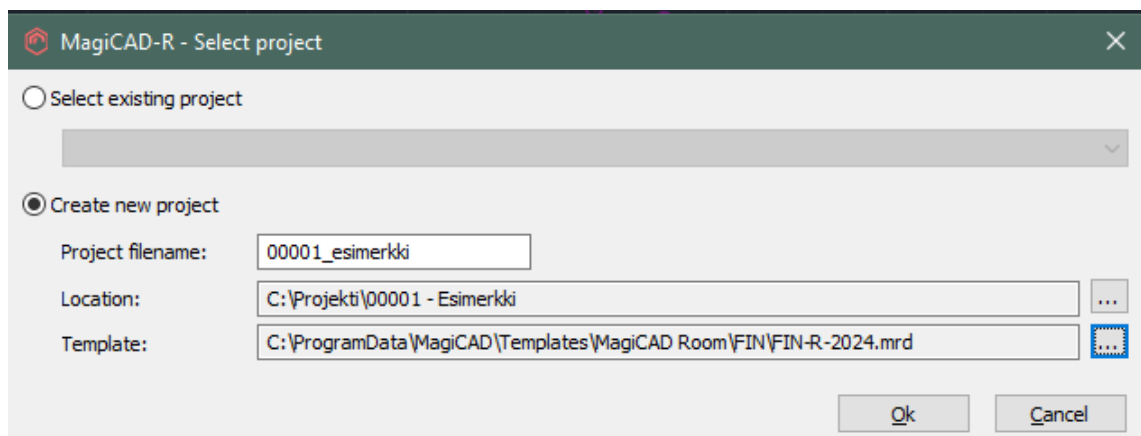 MagiCAD-R - Select project
Select existing project
Create new project
Project filename: 00001_esimerkki
Location: C:\Projekti\00001 - Esimerkki ...
Template: C:\ProgramData\MagiCAD\Templates\MagiCAD Room\FIN\FIN-R-2024.mrd ...
Ok Cancel